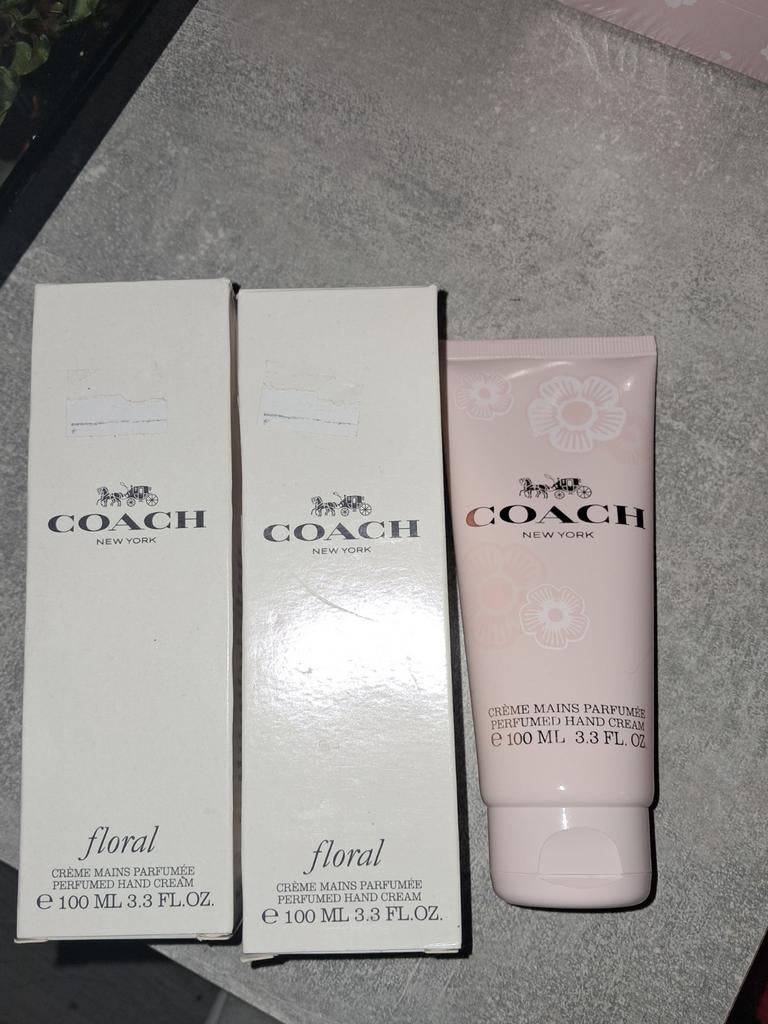 COACH
NEW YORK
floral
CRÈME MAINS PARFUMÉE
PERFUMED HAND CREAM
e 100 ML 3.3 FL.OZ.
COACH
NEW YORK
floral
CRÈME MAINS PARFUMÉE
PERFUMED HAND CREAM
e 100 ML 3.3 FL.OZ.
COACH
NEW YORK
CRÈME MAINS PARFUMÉE
PERFUMED HAND CREAM
e 100 ML 3.3 FL. OZ.